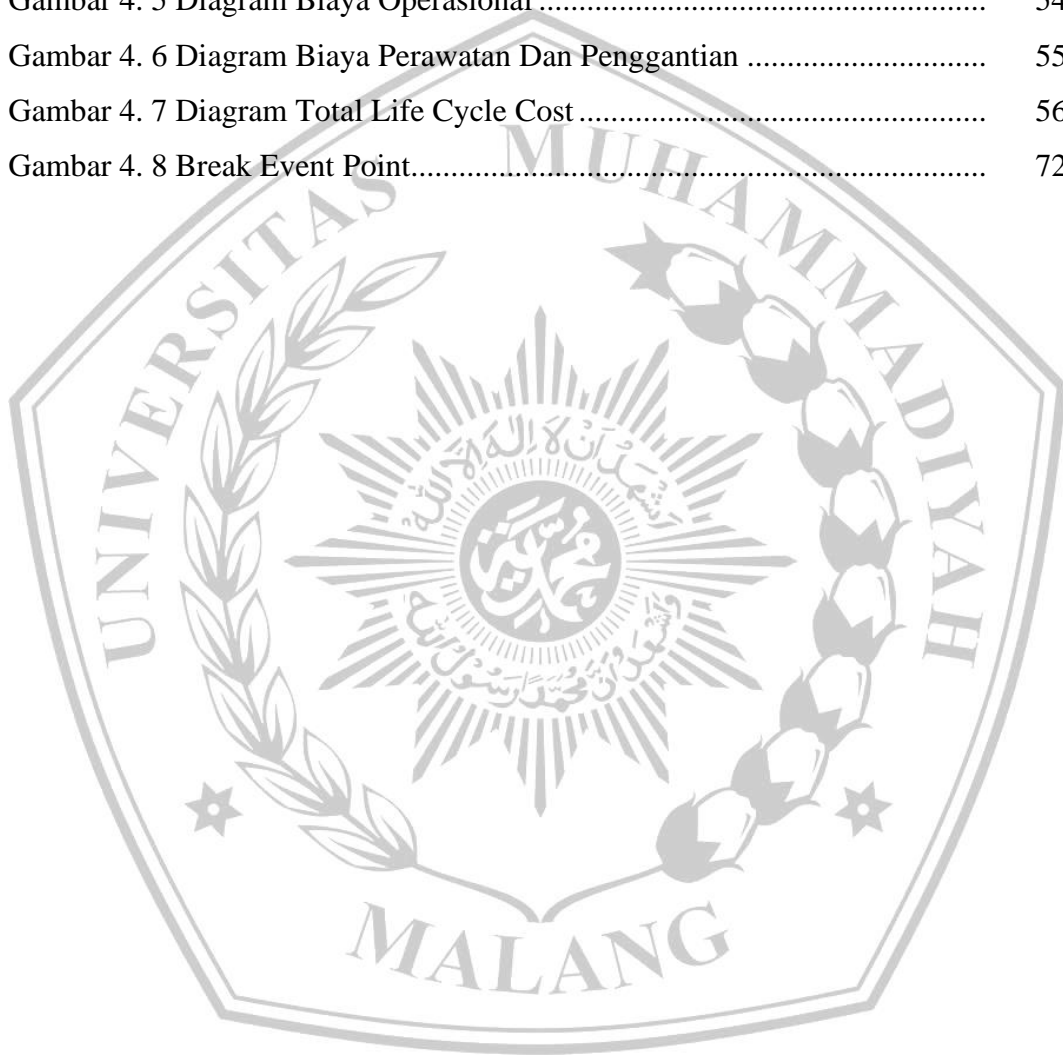 Gambar 4. 5 Diagram Biaya Operasional ........................................................ 54
Gambar 4. 6 Diagram Biaya Perawatan Dan Penggantian .............................. 55
Gambar 4. 7 Diagram Total Life Cycle Cost ................................................... 56
Gambar 4. 8 Break Event Point........................................................................ 72
UNIVERSITAS MUHAMMADIYAH
MALANG